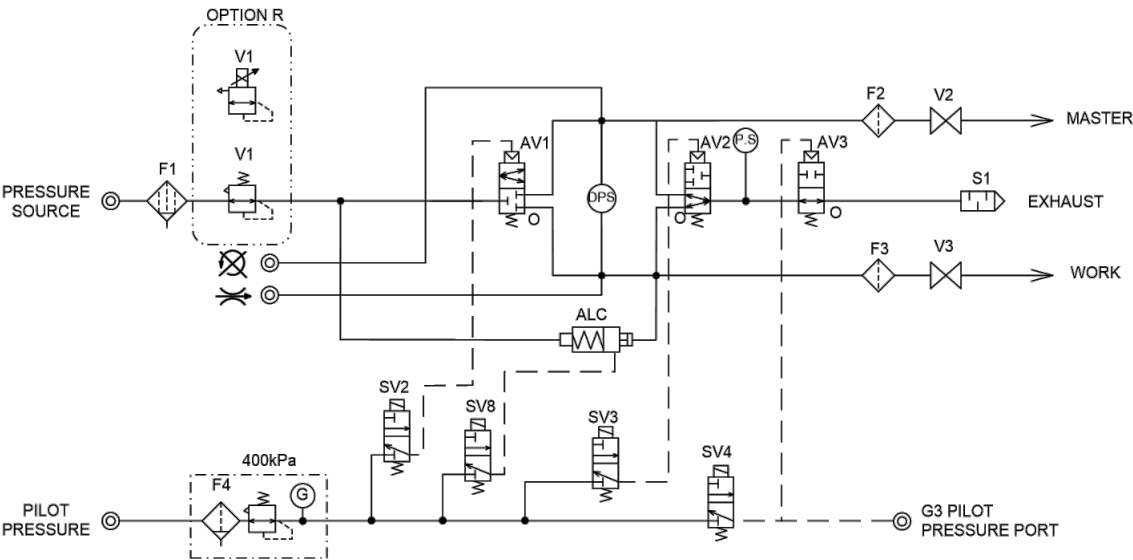 OPTION R
V1
V1
F1
PRESSURE
SOURCE
AV1
DPS
O
AV2
P.S
AV3
O
O
F2
V2
MASTER
S1
EXHAUST
F3
V3
WORK
ALC
SV2
SV8
SV3
SV4
400kPa
F4
G
PILOT
PRESSURE
G3 PILOT
PRESSURE PORT